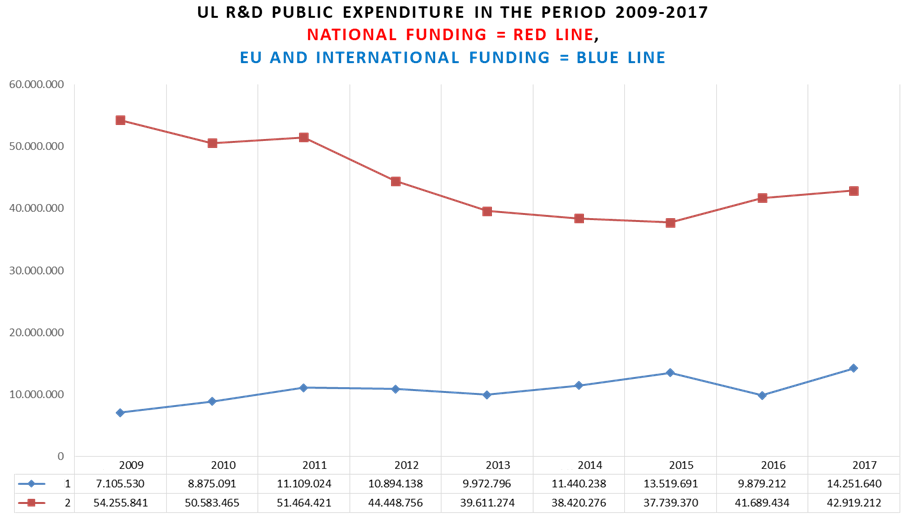 UL R&D PUBLIC EXPENDITURE IN THE PERIOD 2009-2017
NATIONAL FUNDING = RED LINE,
EU AND INTERNATIONAL FUNDING = BLUE LINE
60.000.000
50.000.000
40.000.000
30.000.000
20.000.000
10.000.000
0
2009 2010 2011 2012 2013 2014 2015 2016 2017
1 7.105.530 8.875.091 11.109.024 10.894.138 9.972.796 11.440.238 13.519.691 9.879.212 14.251.640
2 54.255.841 50.583.465 51.464.421 44.448.756 39.611.274 38.420.276 37.739.370 41.689.434 42.919.212